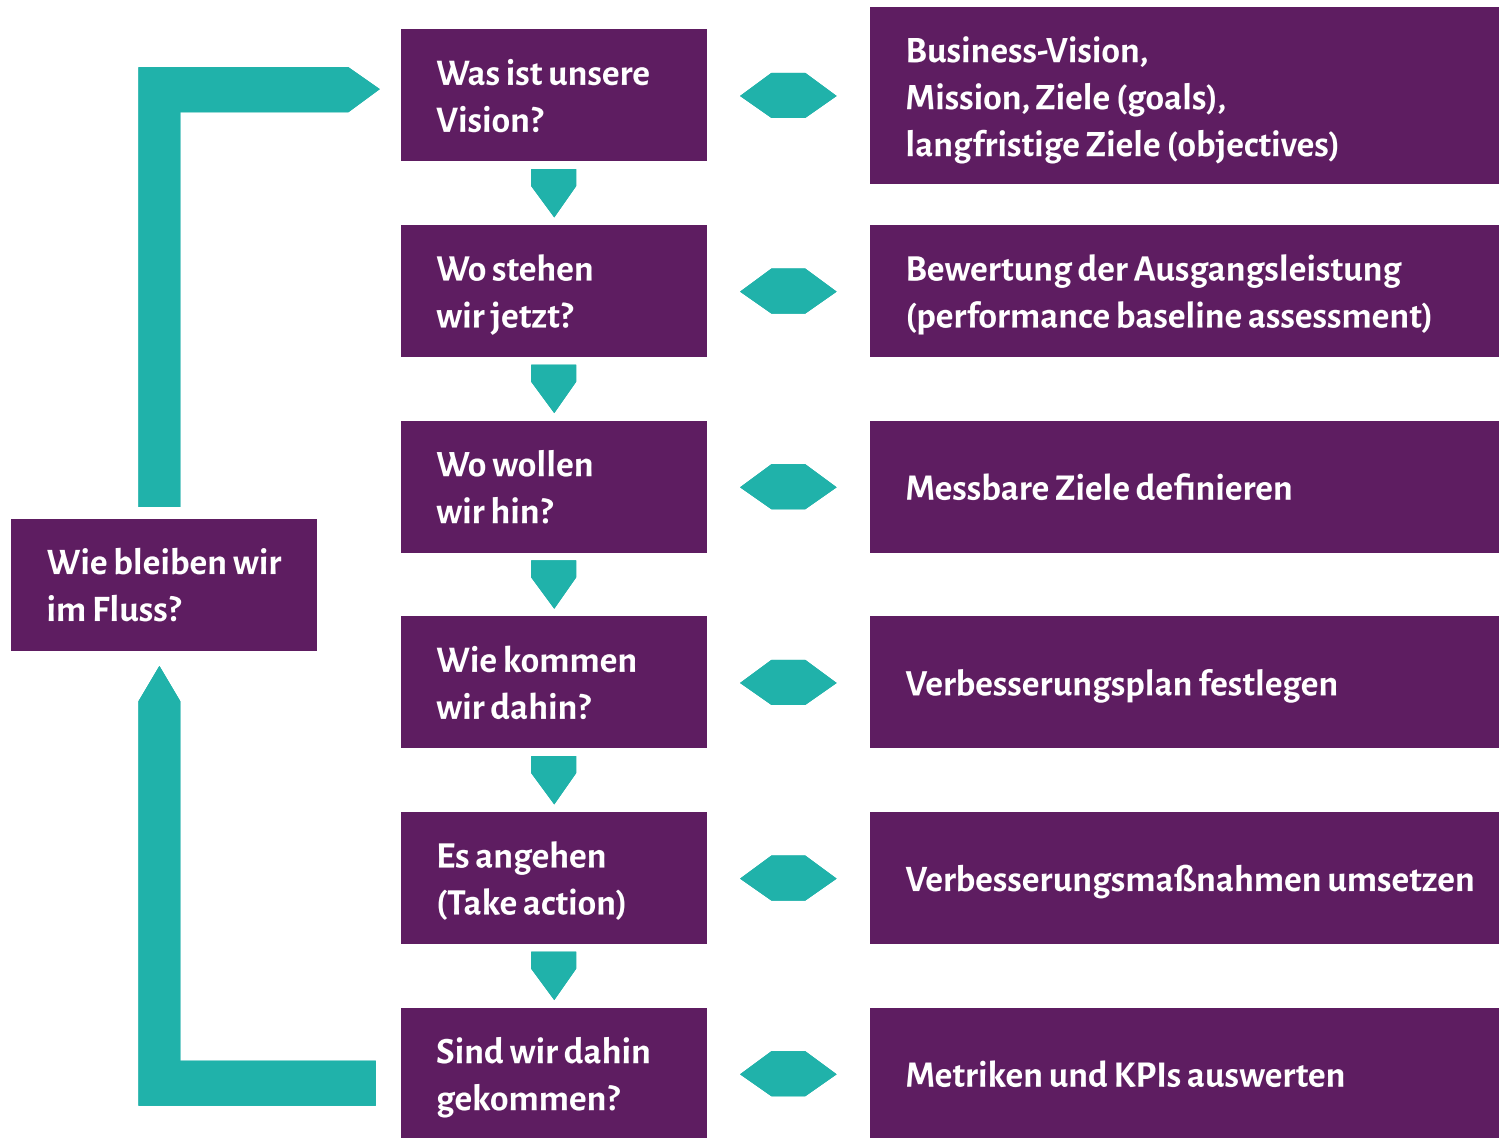 Was ist unsere
Vision?
Business-Vision,
Mission, Ziele (goals),
langfristige Ziele (objectives)
Wo stehen
wir jetzt?
Bewertung der Ausgangsleistung
(performance baseline assessment)
Wo wollen
wir hin?
Messbare Ziele definieren
Wie bleiben wir
im Fluss?
Wie kommen
wir dahin?
Verbesserungsplan festlegen
Es angehen
(Take action)
Verbesserungsmaßnahmen umsetzen
Sind wir dahin
gekommen?
Metriken und KPIs auswerten